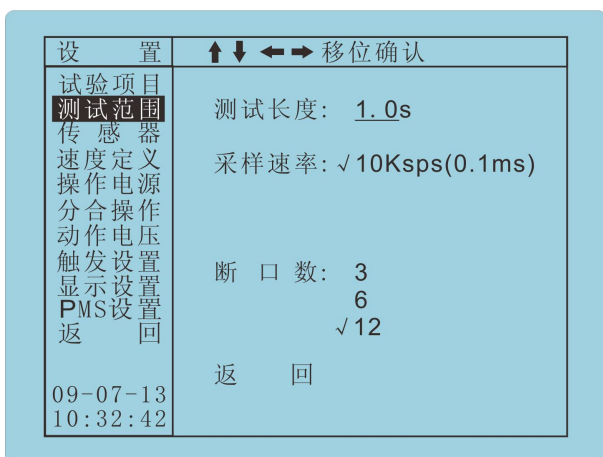 设 置
↑↓ ←→ 移位确认
试验项目
测试范围
传 感 器
速度定义
操作电源
分合操作
动作电压
触发设置
显示设置
PMS设置
返 回
09-07-13
10:32:42
测试长度: 1.0s
采样速率: √10Ksps(0.1ms)
断 口 数: 3
6
√12
返 回